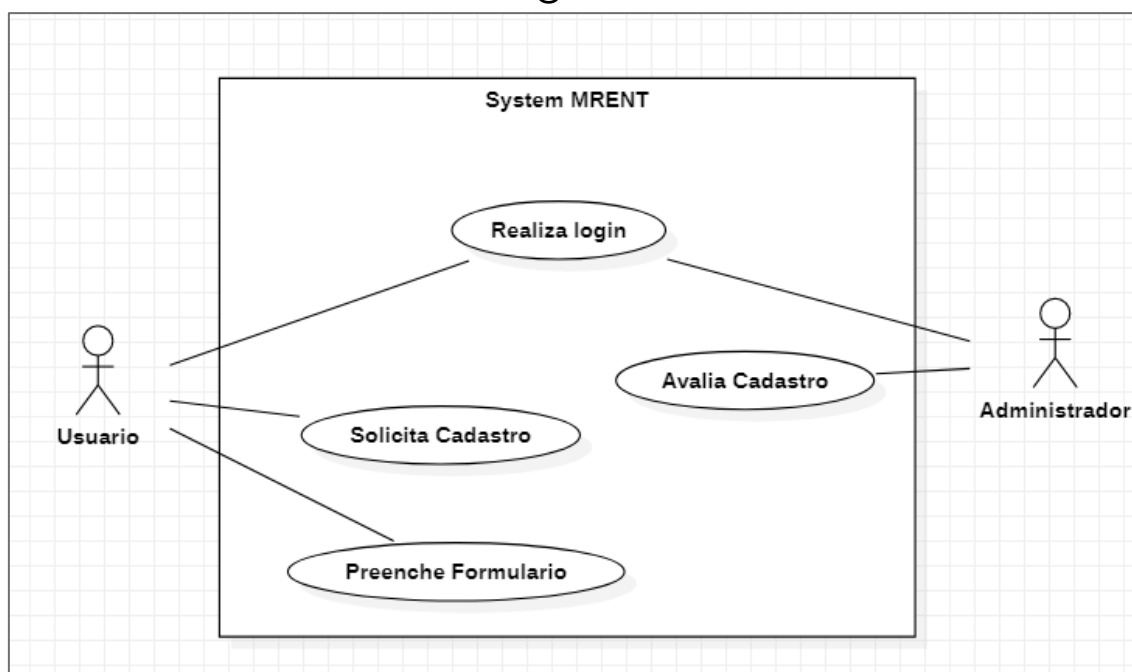 System MRENT
Realiza login
Avalia Cadastro
Administrador
Usuario
Solicita Cadastro
Preenche Formulario